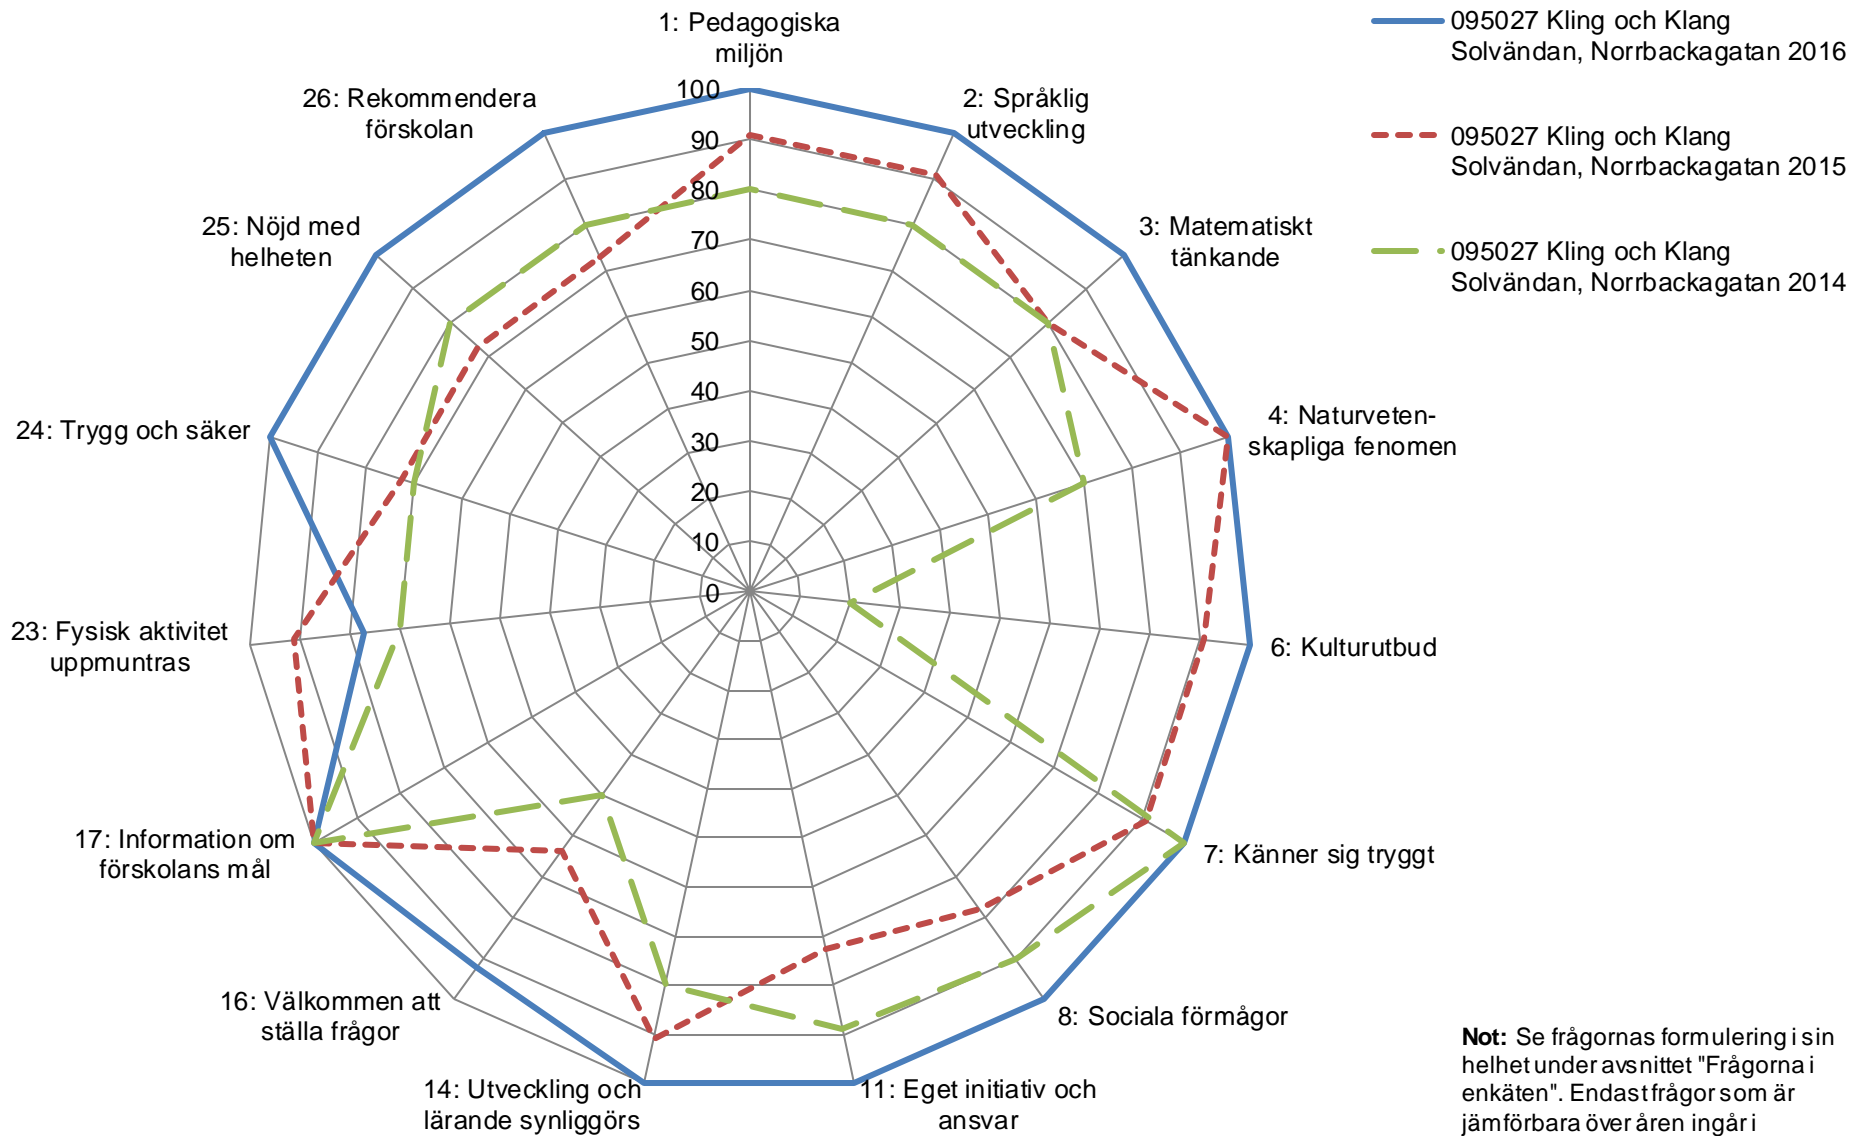 1: Pedagogiska
miljön
2: Språklig
utveckling
3: Matematiskt
tänkande
4: Naturveten-
skapliga fenomen
6: Kulturutbud
7: Känner sig tryggt
8: Sociala förmågor
11: Eget initiativ och
ansvar
14: Utveckling och
lärande synliggörs
16: Välkommen att
ställa frågor
17: Information om
förskolans mål
23: Fysisk aktivitet
uppmuntras
24: Trygg och säker
25: Nöjd med
helheten
26: Rekommendera
förskolan
100
90
80
70
60
50
40
30
20
10
0
095027 Kling och Klang
Solvändan, Norrbackagatan 2016
095027 Kling och Klang
Solvändan, Norrbackagatan 2015
095027 Kling och Klang
Solvändan, Norrbackagatan 2014
Not: Se frågornas formulering i sin
helhet under avsnittet "Frågorna i
enkäten". Endast frågor som är
jämförbara över åren ingår i